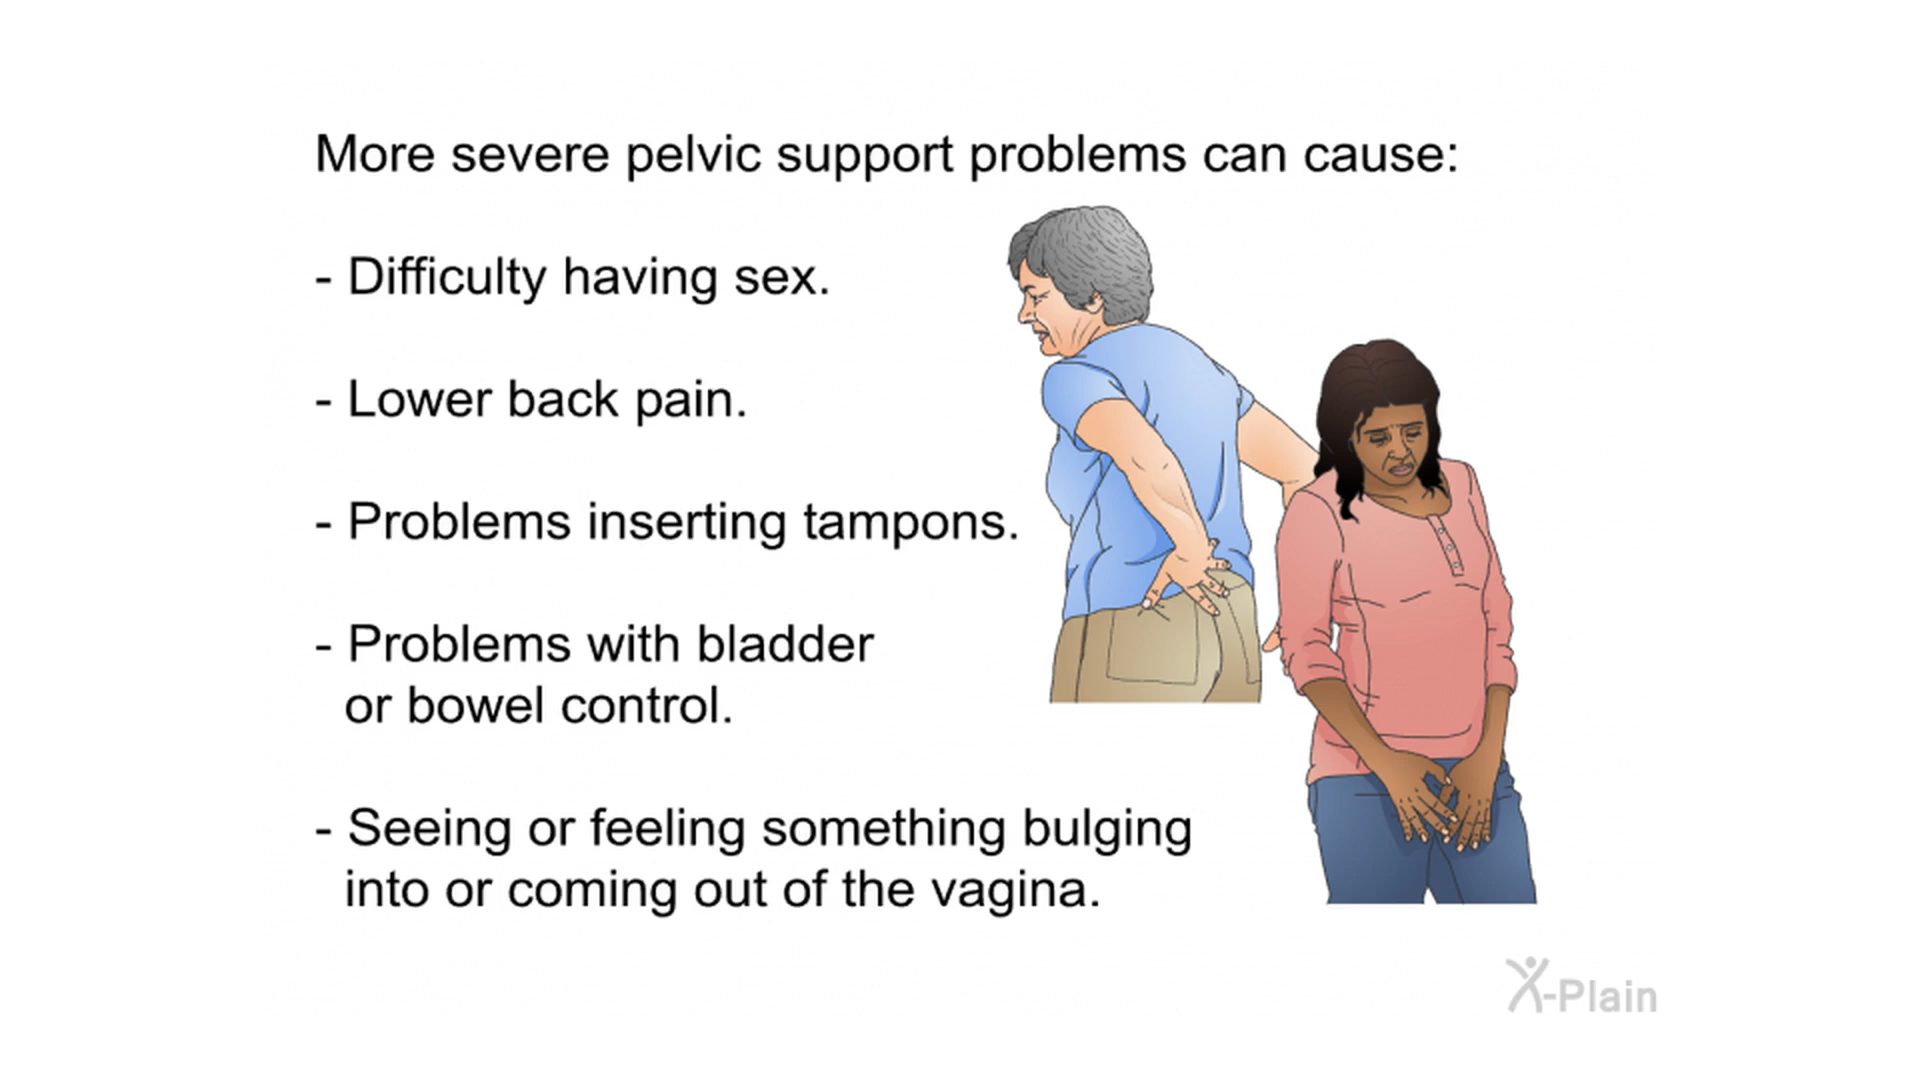 More severe pelvic support problems can cause:
- Difficulty having sex.
- Lower back pain.
- Problems inserting tampons.
- Problems with bladder
or bowel control.
- Seeing or feeling something bulging
into or coming out of the vagina.
X-Plain